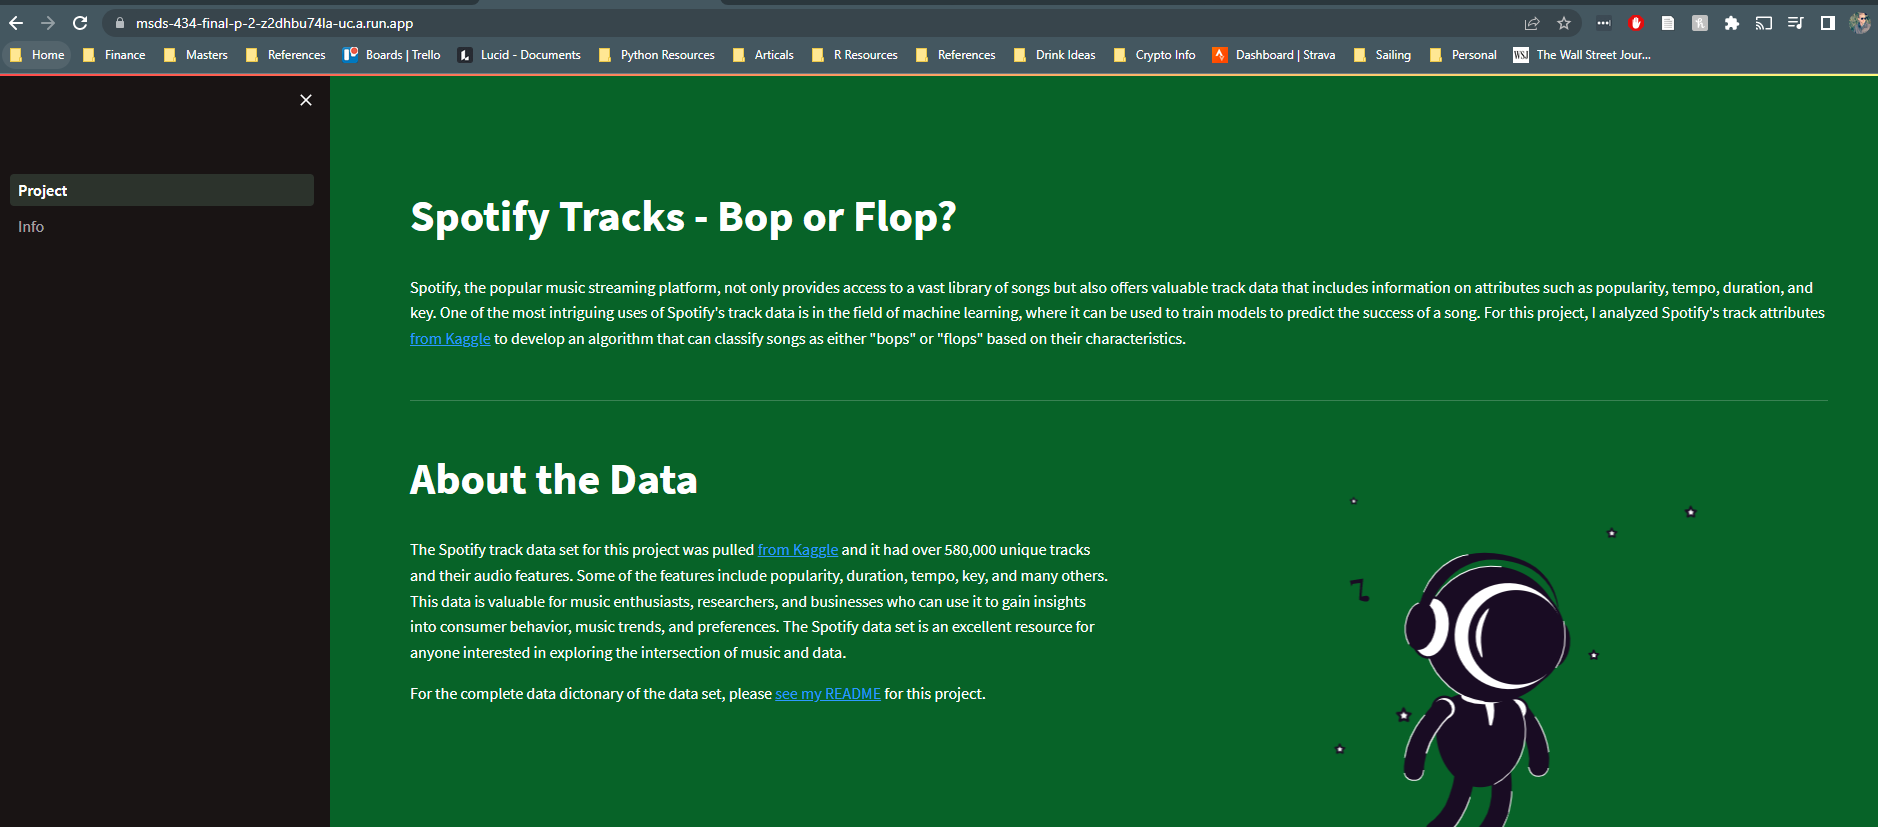 msds-434-final-p-2-z2dhbu74la-uc.a.run.app
Home Finance Masters References Boards | Trello Lucid - Documents Python Resources Articals R Resources References Drink Ideas Crypto Info Dashboard | Strava Sailing Personal WSJ The Wall Street Jour...
Project
Info
Spotify Tracks - Bop or Flop?
Spotify, the popular music streaming platform, not only provides access to a vast library of songs but also offers valuable track data that includes information on attributes such as popularity, tempo, duration, and
key. One of the most intriguing uses of Spotify's track data is in the field of machine learning, where it can be used to train models to predict the success of a song. For this project, I analyzed Spotify's track attributes
from Kaggle to develop an algorithm that can classify songs as either "bops" or "flops" based on their characteristics.
About the Data
The Spotify track data set for this project was pulled from Kaggle and it had over 580,000 unique tracks
and their audio features. Some of the features include popularity, duration, tempo, key, and many others.
This data is valuable for music enthusiasts, researchers, and businesses who can use it to gain insights
into consumer behavior, music trends, and preferences. The Spotify data set is an excellent resource for
anyone interested in exploring the intersection of music and data.
For the complete data dictonary of the data set, please see my README for this project.